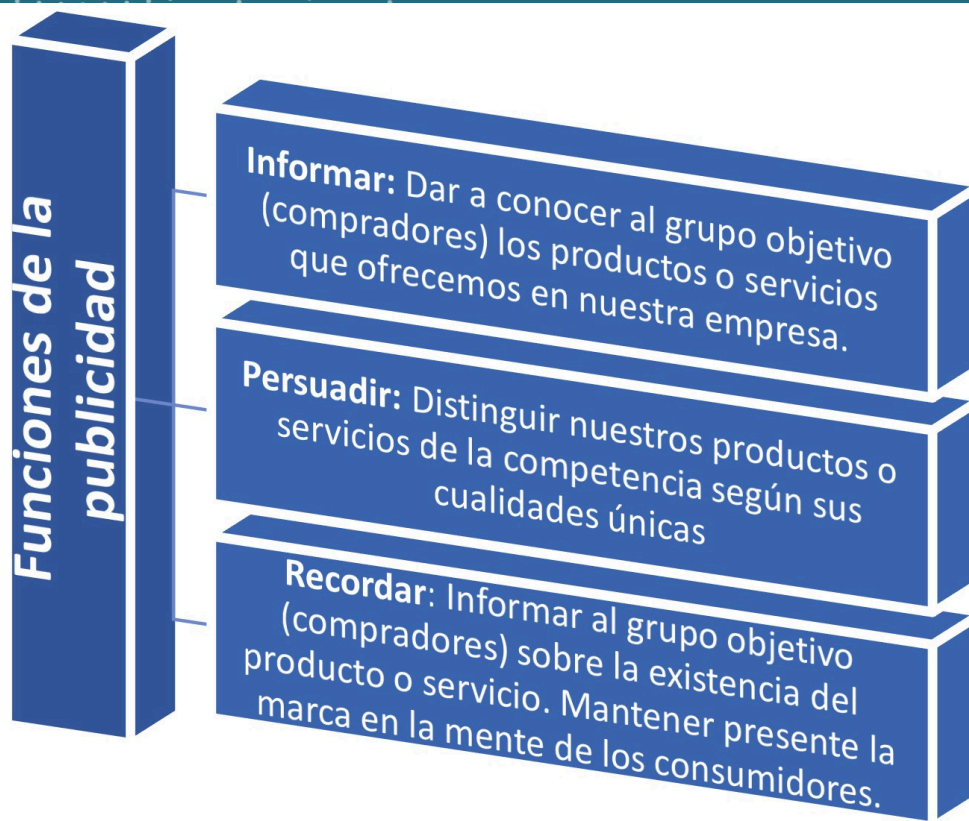 Funciones de la
publicidad
Informar: Dar a conocer al grupo objetivo
(compradores) los productos o servicios
que ofrecemos en nuestra empresa.
Persuadir: Distinguir nuestros productos o
servicios de la competencia según sus
cualidades únicas
Recordar: Informar al grupo objetivo
(compradores) sobre la existencia del
producto o servicio. Mantener presente la
marca en la mente de los consumidores.